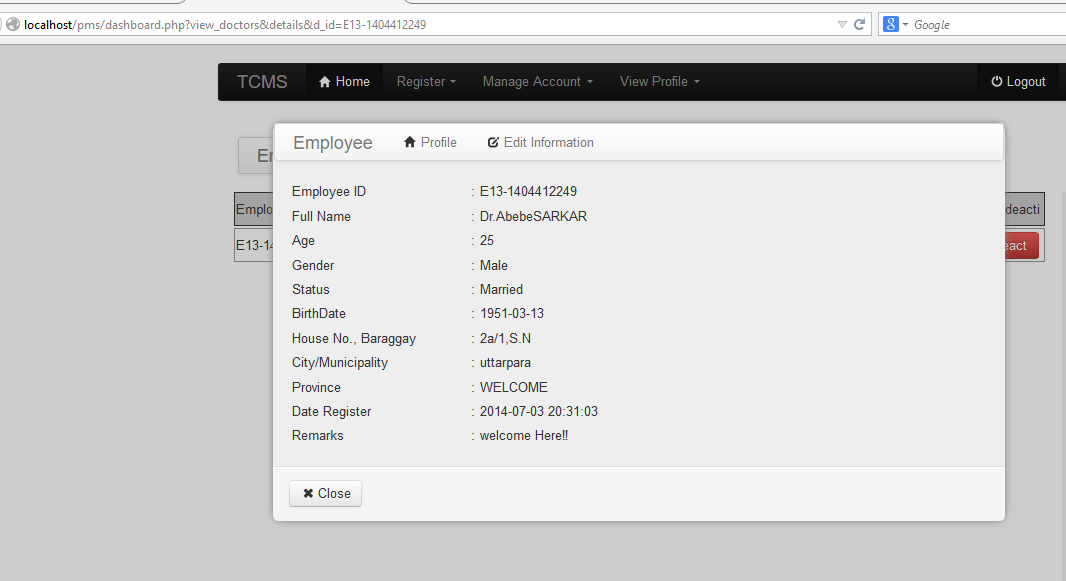 localhost/pms/dashboard.php?view_doctors&details&d_id=E13-1404412249
Google
TCMS Home Register Manage Account View Profile Logout
Employee Profile Edit Information
Employee ID : E13-1404412249
Full Name : Dr.AbebeSARKAR
Age : 25
Gender : Male
Status : Married
BirthDate : 1951-03-13
House No., Baraggay : 2a/1,S.N
City/Municipality : uttarpara
Province : WELCOME
Date Register : 2014-07-03 20:31:03
Remarks : welcome Here!!
Close